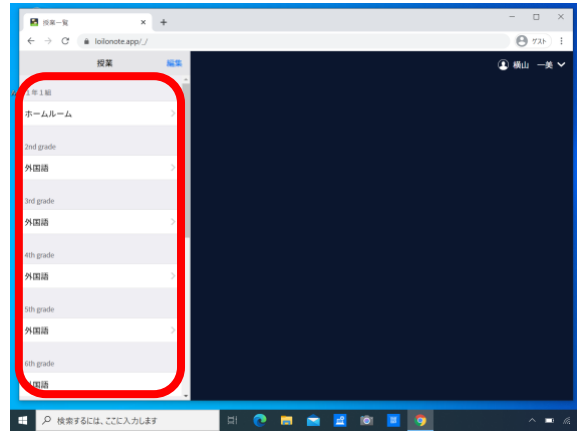 授業一覧
loilonote.app/_/
ゲスト
授業
編集
横山 一美
1年1組
ホームルーム
2nd grade
外国語
3rd grade
外国語
4th grade
外国語
5th grade
外国語
6th grade
外国語
検索するには、ここに入力します